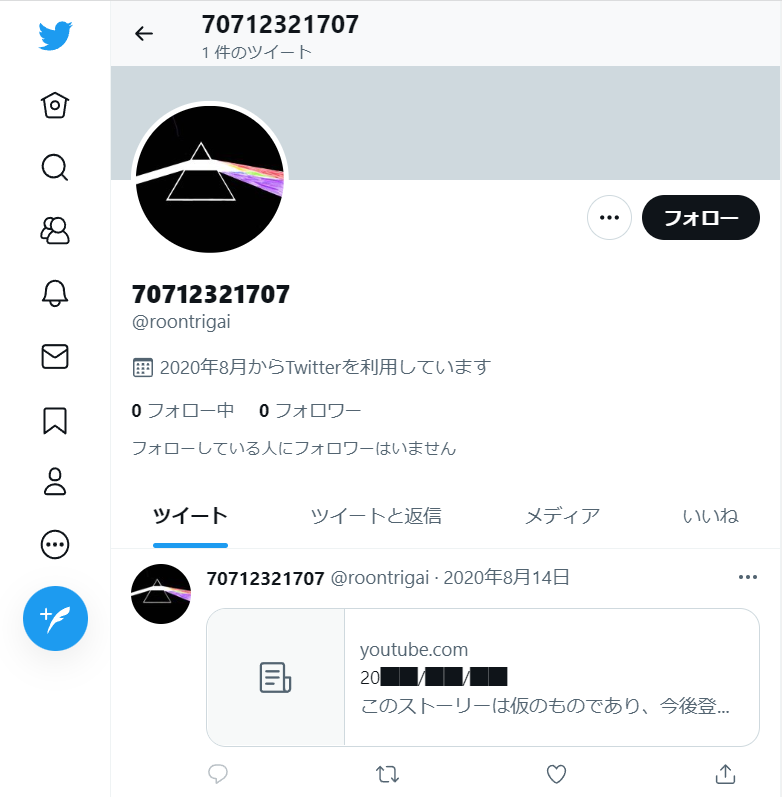 70712321707
1 件のツイート
フォロー
70712321707
@roontrigai
2020年8月からTwitterを利用しています
0 フォロー中 0 フォロワー
フォローしている人にフォロワーはいません
ツイート ツイートと返信 メディア いいね
70712321707 @roontrigai · 2020年8月14日
youtube.com
20██/██/██
このストーリーは仮のものであり、今後登...